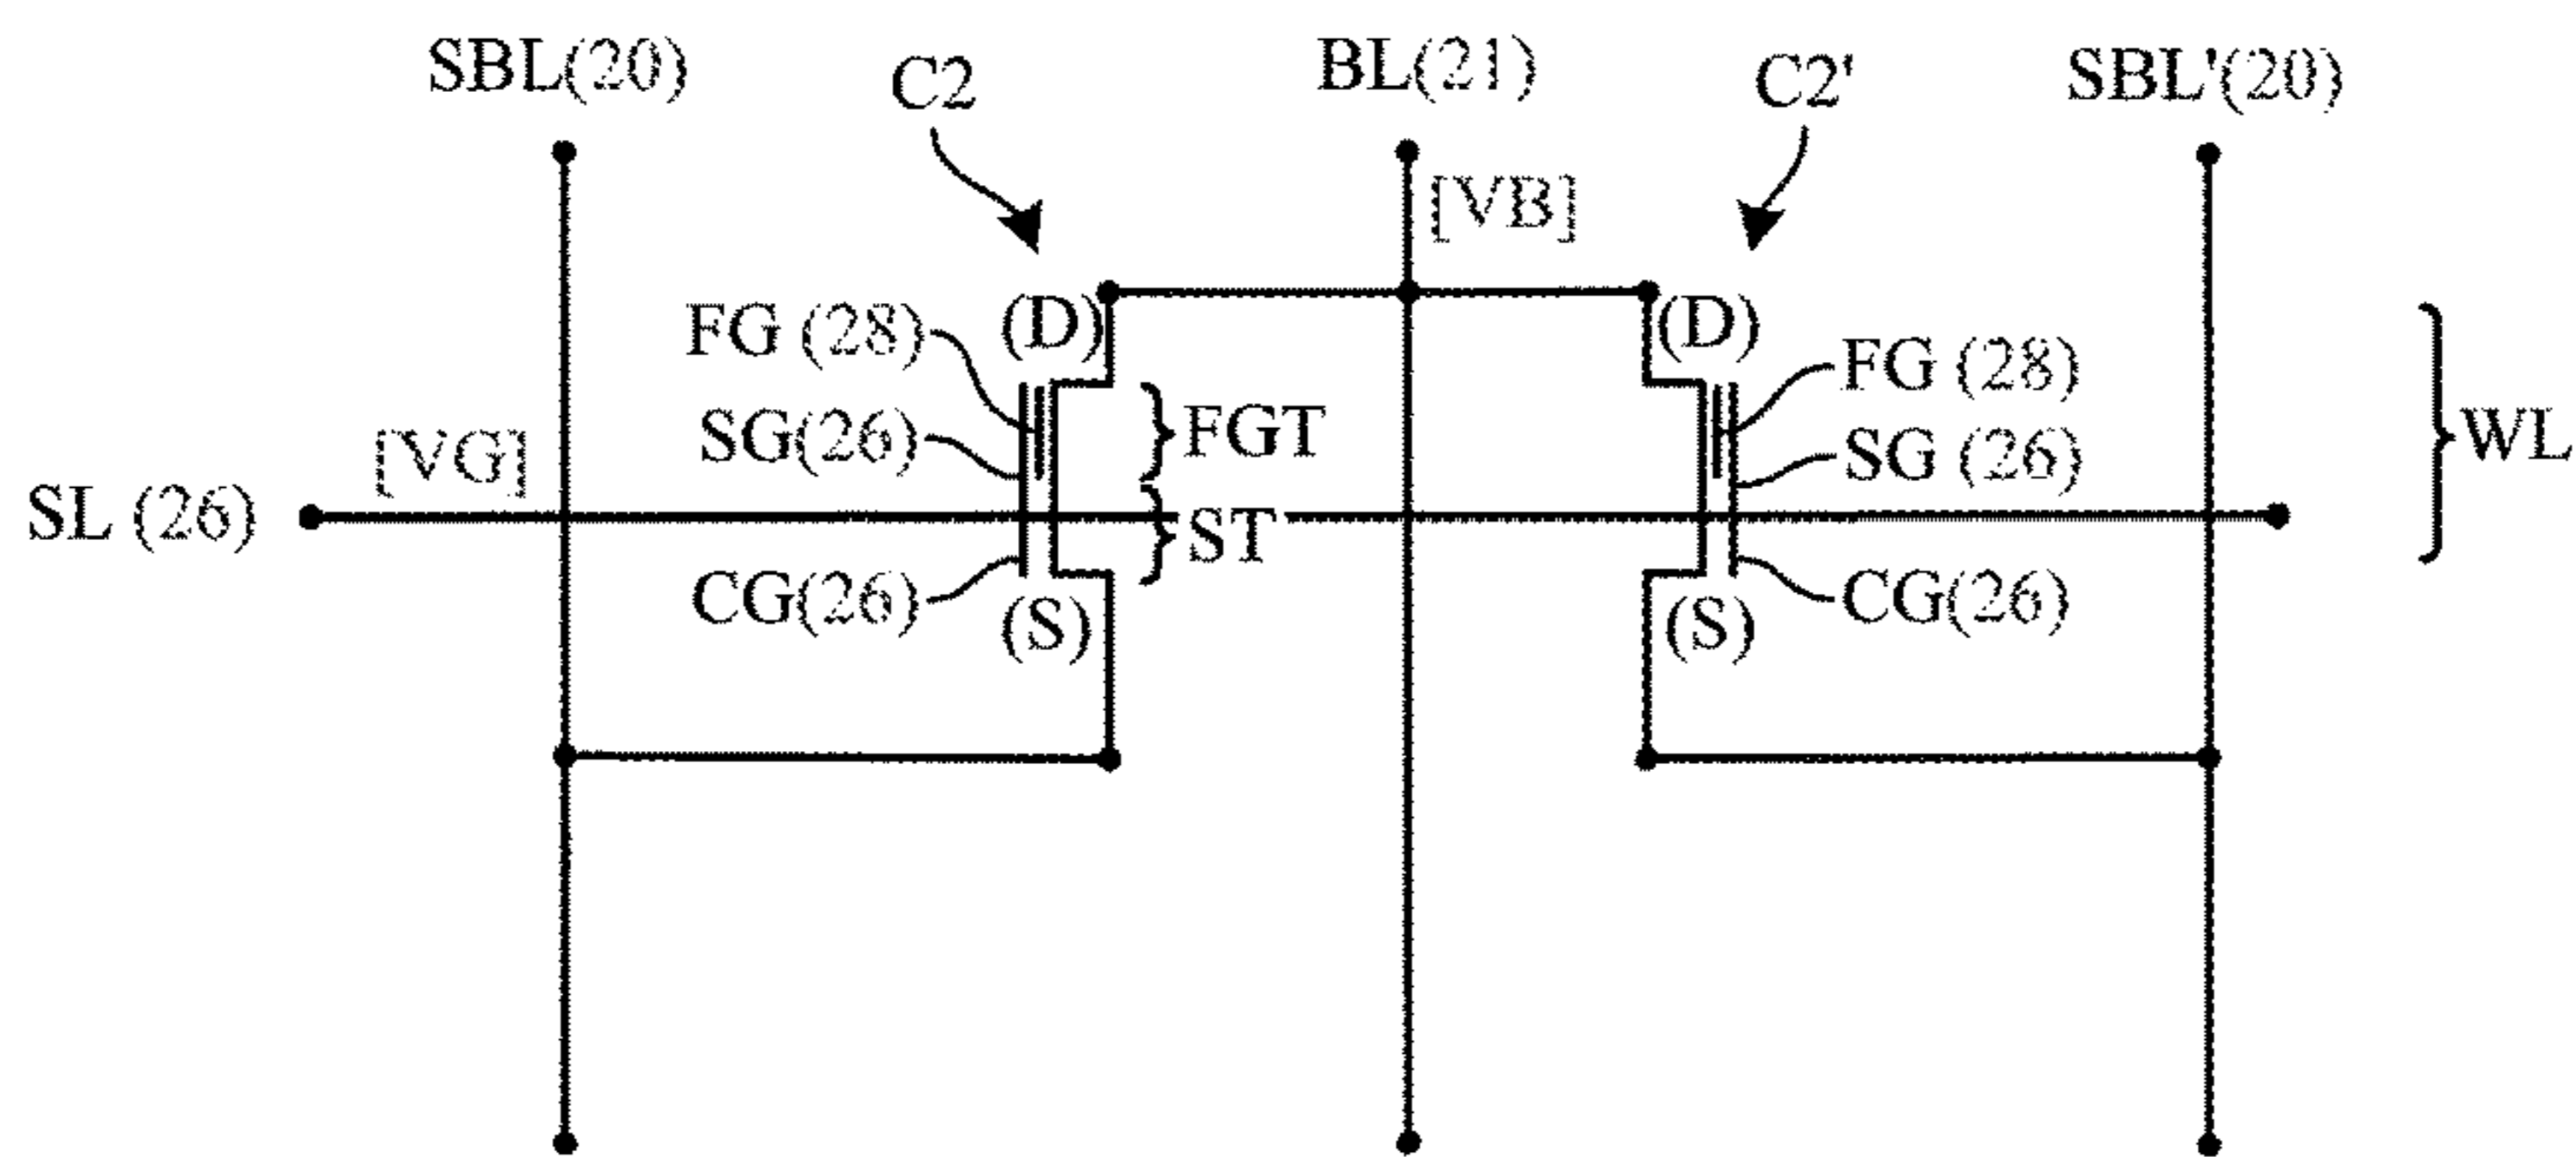 SBL(20) C2 BL(21) C2' SBL'(20)
[VB]
(D) (D)
FG (28) FG (28)
SG(26) FGT SG (26) WL
[VG]
SL (26) ST
CG(26) CG(26)
(S) (S)